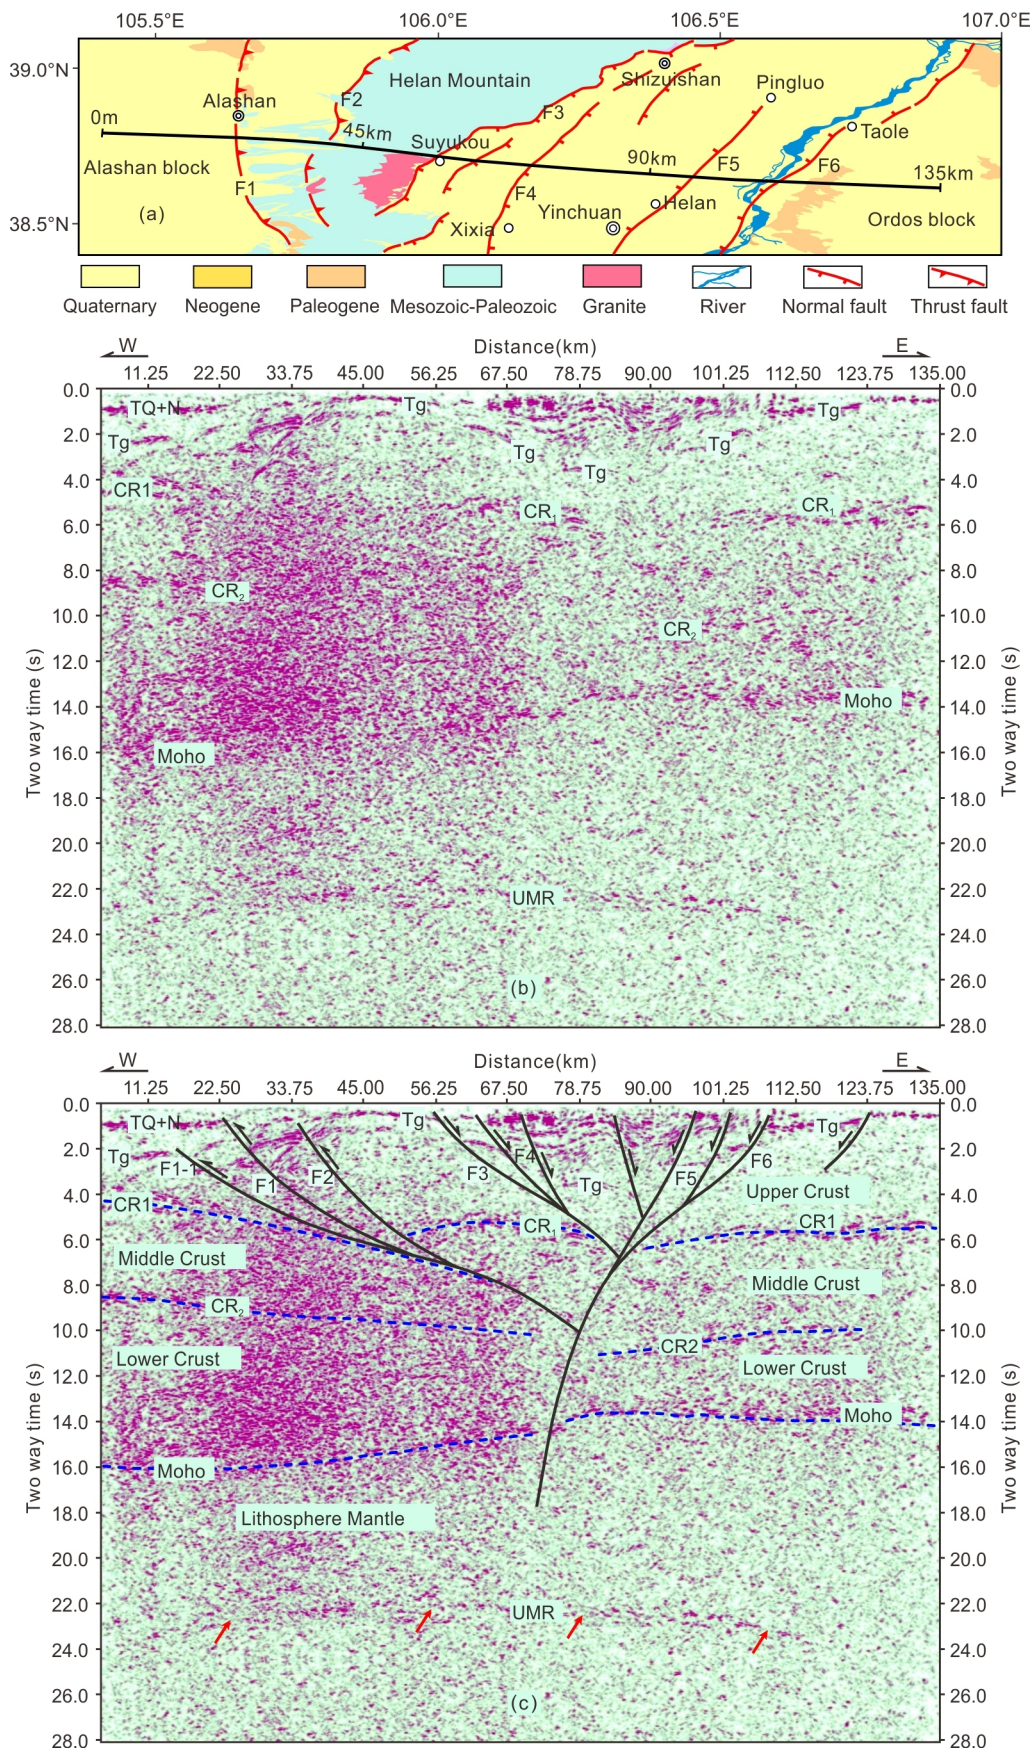 105.5°E 106.0°E 106.5°E 107.0°E
39.0°N
38.5°N
Helan Mountain
Shizuishan
Pingluo
Alashan
F2
F3
0m
45km
Suyukou
Taole
Alashan block
90km
F5
F6
135km
F1
F4
(a)
Yinchuan
Helan
Xixia
Ordos block
Quaternary Neogene Paleogene Mesozoic-Paleozoic Granite River Normal fault Thrust fault
W Distance(km) E
11.25 22.50 33.75 45.00 56.25 67.50 78.75 90.00 101.25 112.50 123.75 135.00
0.0 0.0
TQ+N Tg Tg
2.0 2.0
Tg Tg Tg
Tg
4.0 4.0
CR1 CR₁ CR₁
6.0 6.0
8.0 8.0
CR₂
10.0 10.0
CR₂
12.0 12.0
Two way time (s) Two way time (s)
14.0 Moho 14.0
16.0 Moho 16.0
18.0 18.0
20.0 20.0
22.0 UMR 22.0
24.0 24.0
26.0 (b) 26.0
28.0 28.0
W Distance(km) E
11.25 22.50 33.75 45.00 56.25 67.50 78.75 90.00 101.25 112.50 123.75 135.00
0.0 0.0
TQ+N Tg Tg
2.0 2.0
Tg F1-1 F1 F2 F3 F4 Tg F5 F6
Upper Crust
4.0 4.0
CR1 CR₁ CR1
6.0 6.0
Middle Crust Middle Crust
8.0 8.0
CR₂
10.0 10.0
Lower Crust CR2 Lower Crust
12.0 12.0
Two way time (s) Two way time (s)
14.0 Moho 14.0
16.0 Moho 16.0
18.0 Lithosphere Mantle 18.0
20.0 20.0
22.0 UMR 22.0
24.0 24.0
26.0 (c) 26.0
28.0 28.0